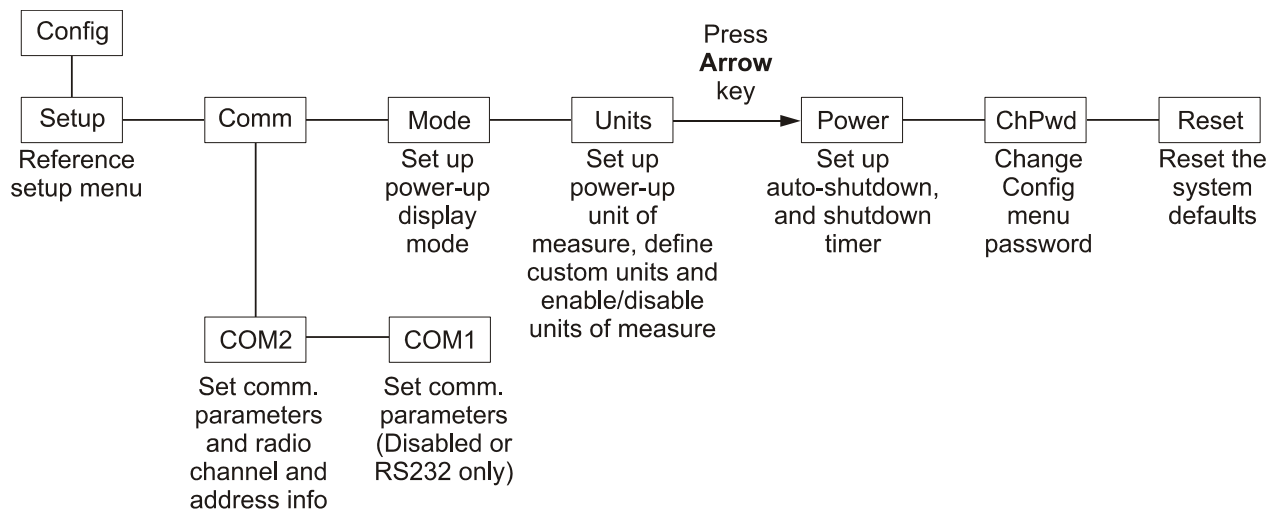 Config
Setup
Reference
setup menu
Comm
Mode
Set up
power-up
display
mode
Units
Set up
power-up
unit of
measure, define
custom units and
enable/disable
units of measure
Press
Arrow
key
Power
Set up
auto-shutdown,
and shutdown
timer
ChPwd
Change
Config
menu
password
Reset
Reset the
system
defaults
COM2
Set comm.
parameters
and radio
channel and
address info
COM1
Set comm.
parameters
(Disabled or
RS232 only)